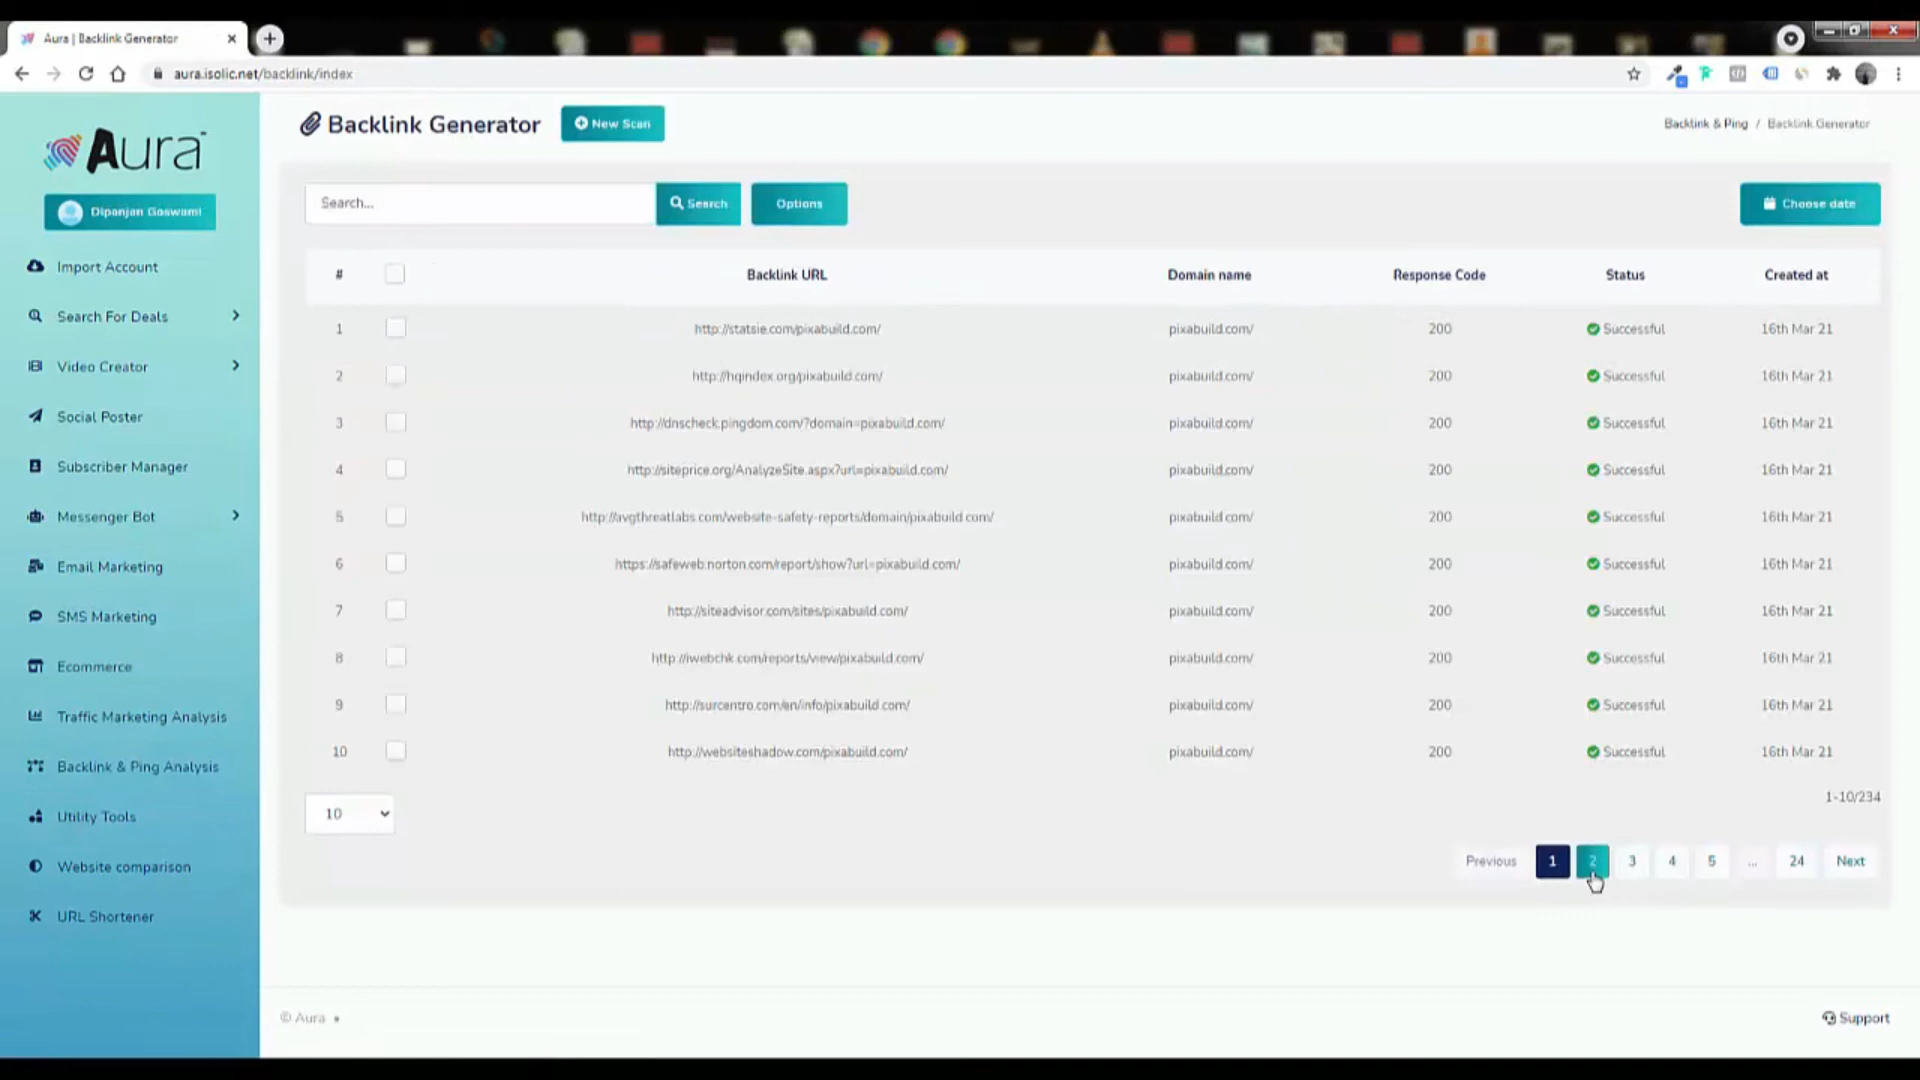 Aura | Backlink Generator
aura.isolic.net/backlink/index
Aura
Dipanjan Goswami
Import Account
Search For Deals
Video Creator
Social Poster
Subscriber Manager
Messenger Bot
Email Marketing
SMS Marketing
Ecommerce
Traffic Marketing Analysis
Backlink & Ping Analysis
Utility Tools
Website comparison
URL Shortener
Backlink Generator New Scan Backlink & Ping / Backlink Generator
Search... Search Options Choose date
# Backlink URL Domain name Response Code Status Created at
1 http://statsie.com/pixabuild.com/ pixabuild.com/ 200 Successful 16th Mar 21
2 http://hqindex.org/pixabuild.com/ pixabuild.com/ 200 Successful 16th Mar 21
3 http://dnscheck.pingdom.com/?domain=pixabuild.com/ pixabuild.com/ 200 Successful 16th Mar 21
4 http://siteprice.org/AnalyzeSite.aspx?url=pixabuild.com/ pixabuild.com/ 200 Successful 16th Mar 21
5 http://avgthreatlabs.com/website-safety-reports/domain/pixabuild.com/ pixabuild.com/ 200 Successful 16th Mar 21
6 https://safeweb.norton.com/report/show?url=pixabuild.com/ pixabuild.com/ 200 Successful 16th Mar 21
7 http://siteadvisor.com/sites/pixabuild.com/ pixabuild.com/ 200 Successful 16th Mar 21
8 http://iwebchk.com/reports/view/pixabuild.com/ pixabuild.com/ 200 Successful 16th Mar 21
9 http://surcentro.com/en/info/pixabuild.com/ pixabuild.com/ 200 Successful 16th Mar 21
10 http://websiteshadow.com/pixabuild.com/ pixabuild.com/ 200 Successful 16th Mar 21
10 1-10/234
Previous 1 2 3 4 5 ... 24 Next
© Aura • Support